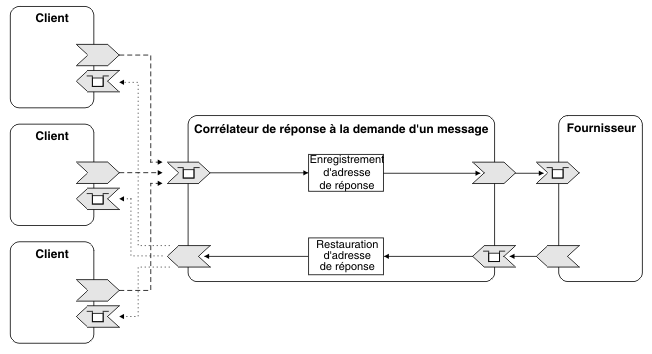 Client
Client
Client
Corrélateur de réponse à la demande d'un message
Enregistrement
d'adresse
de réponse
Restauration
d'adresse
de réponse
Fournisseur